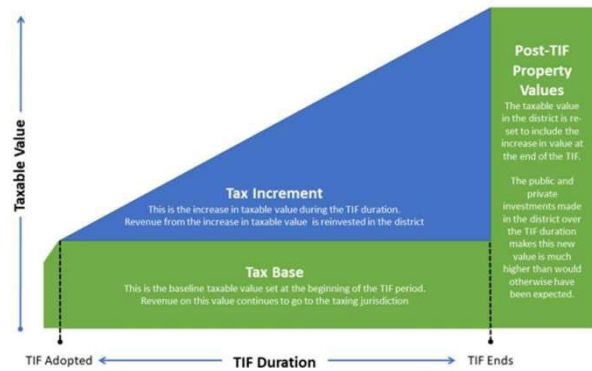 Taxable Value
Post-TIF
Property
Values
The taxable value
in the district is re-
set to include the
increase in value at
the end of the TIF.
The public and
private
investments made
in the district over
the TIF duration
makes this new
value is much
higher than would
otherwise have
been expected.
Tax Increment
This is the increase in taxable value during the TIF duration.
Revenue from the increase in taxable value is reinvested in the district
Tax Base
This is the baseline taxable value set at the beginning of the TIF period.
Revenue on this value continues to go to the taxing jurisdiction
TIF Adopted
TIF Duration
TIF Ends